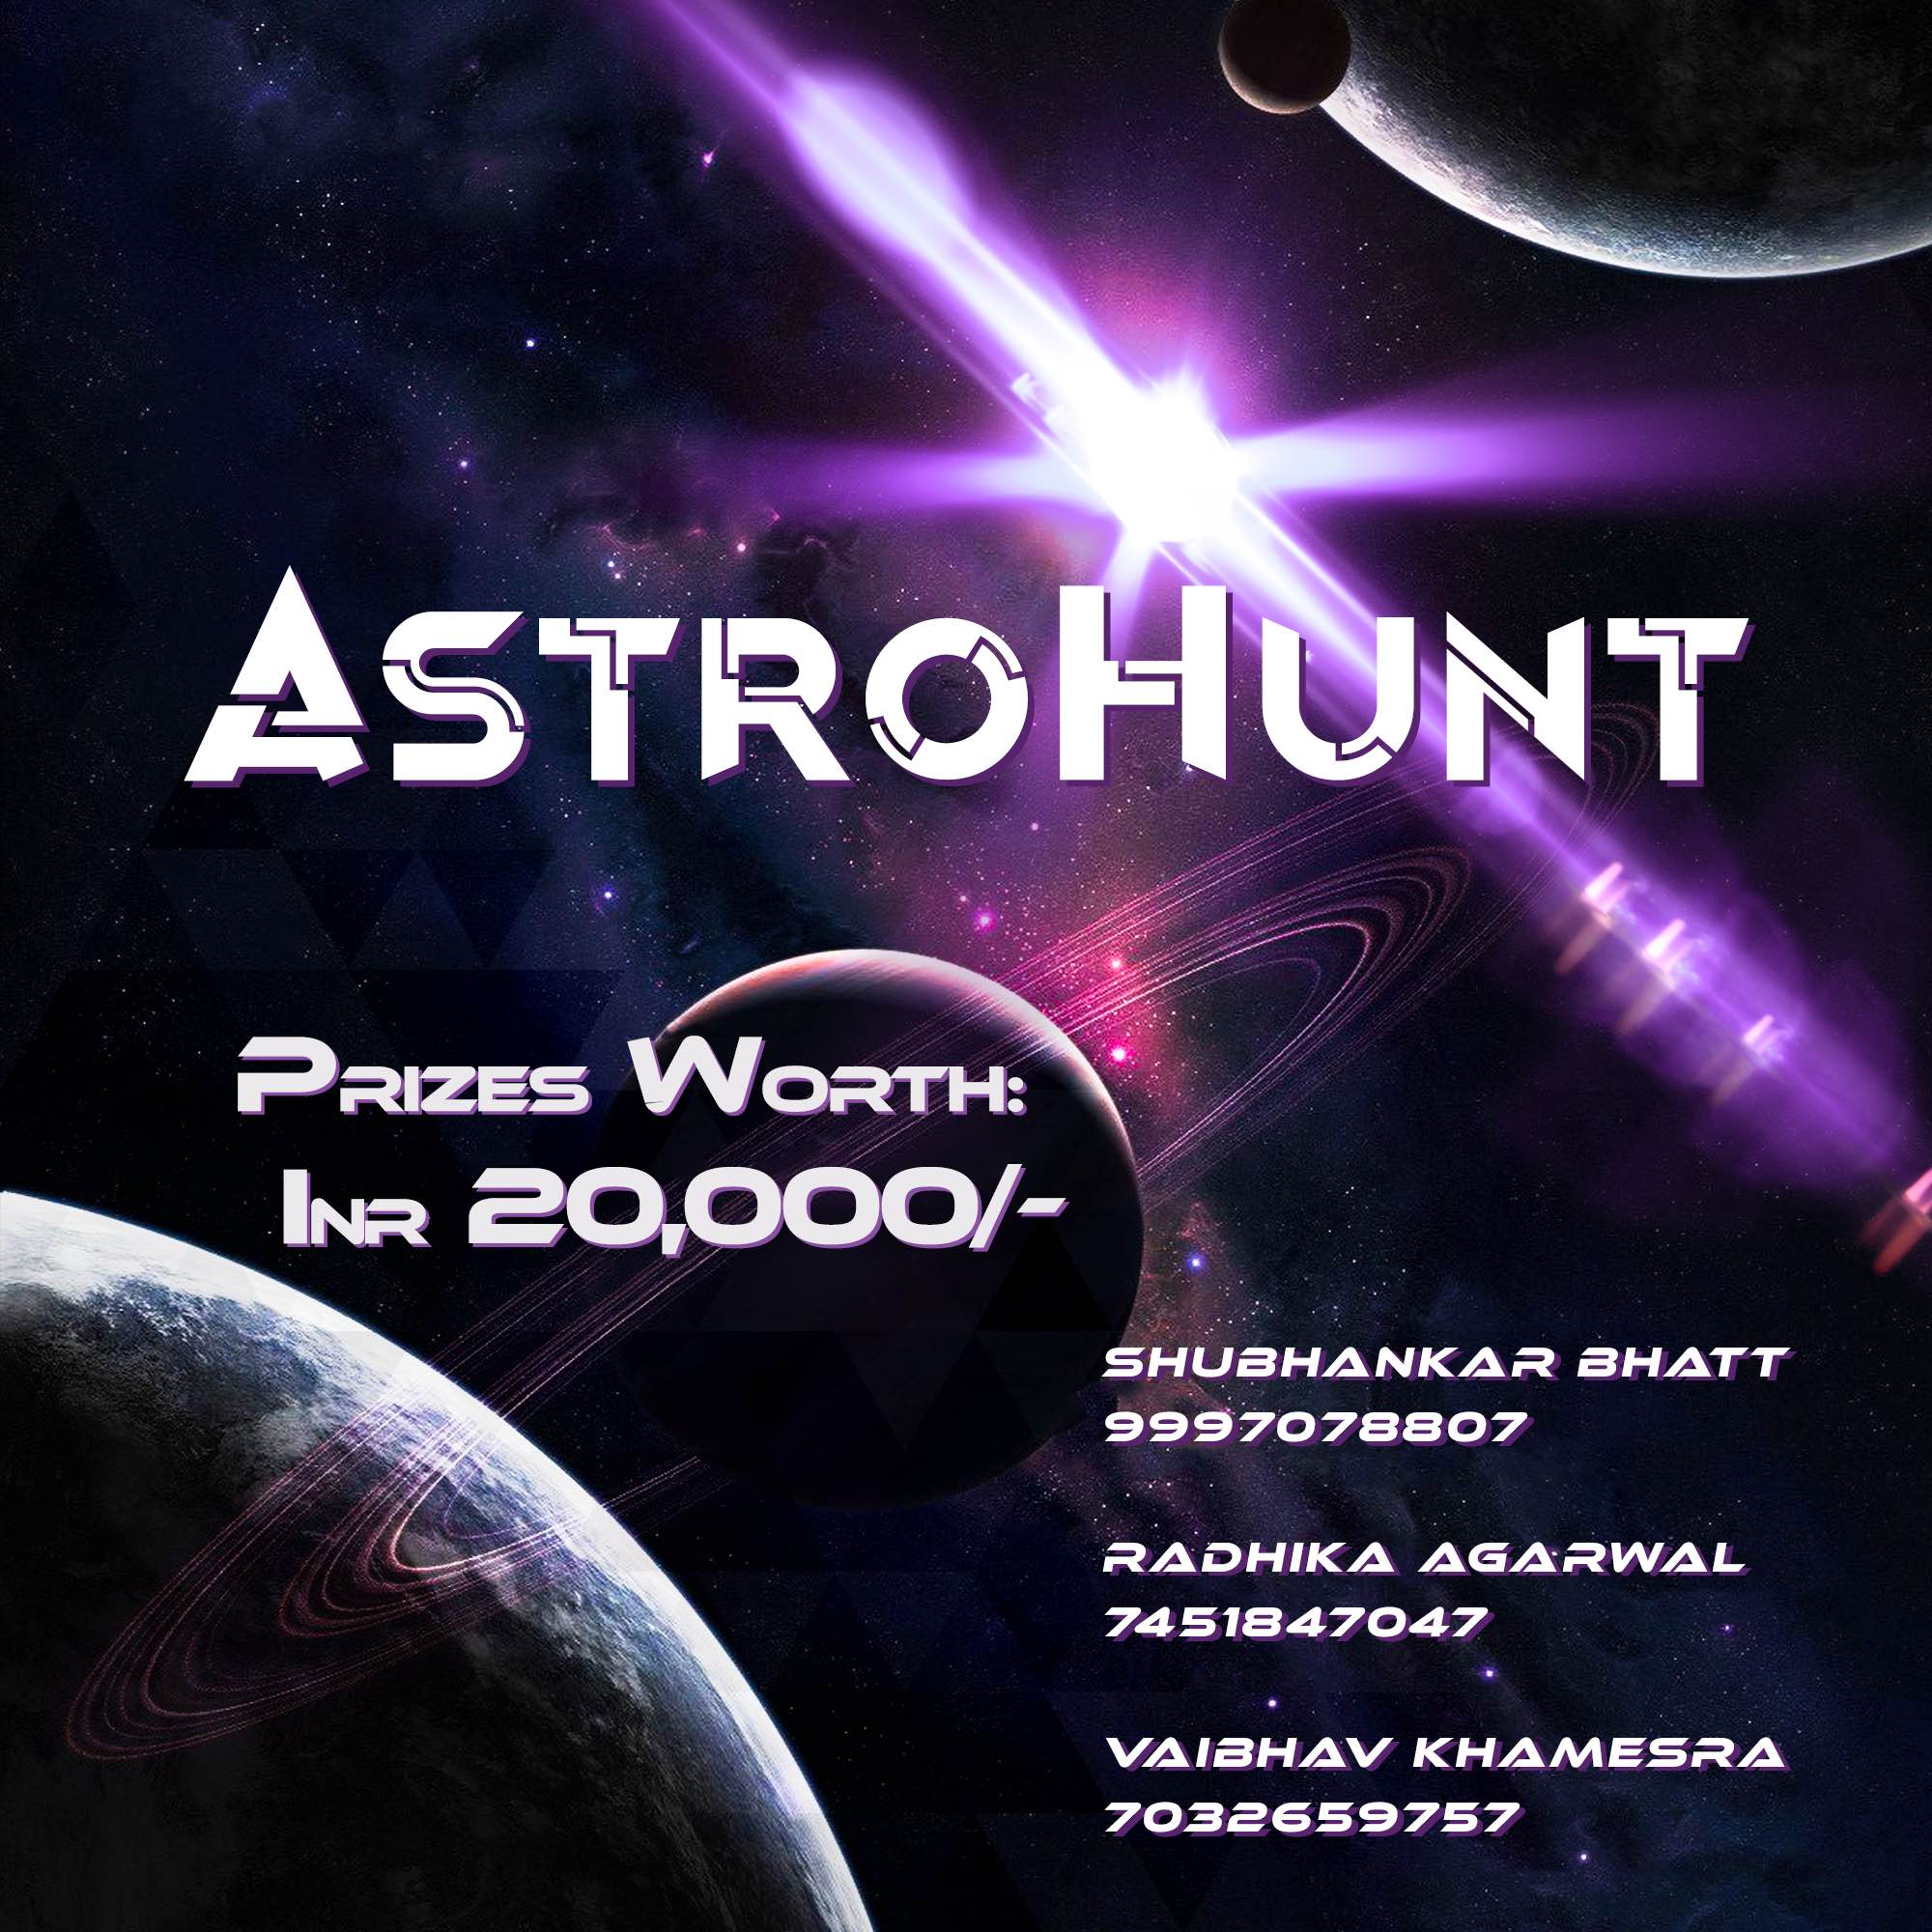 AstroHunt
Prizes Worth:
Inr 20,000/-
SHUBHANKAR BHATT
9997078807
RADHIKA AGARWAL
7451847047
VAIBHAV KHAMESRA
7032659757